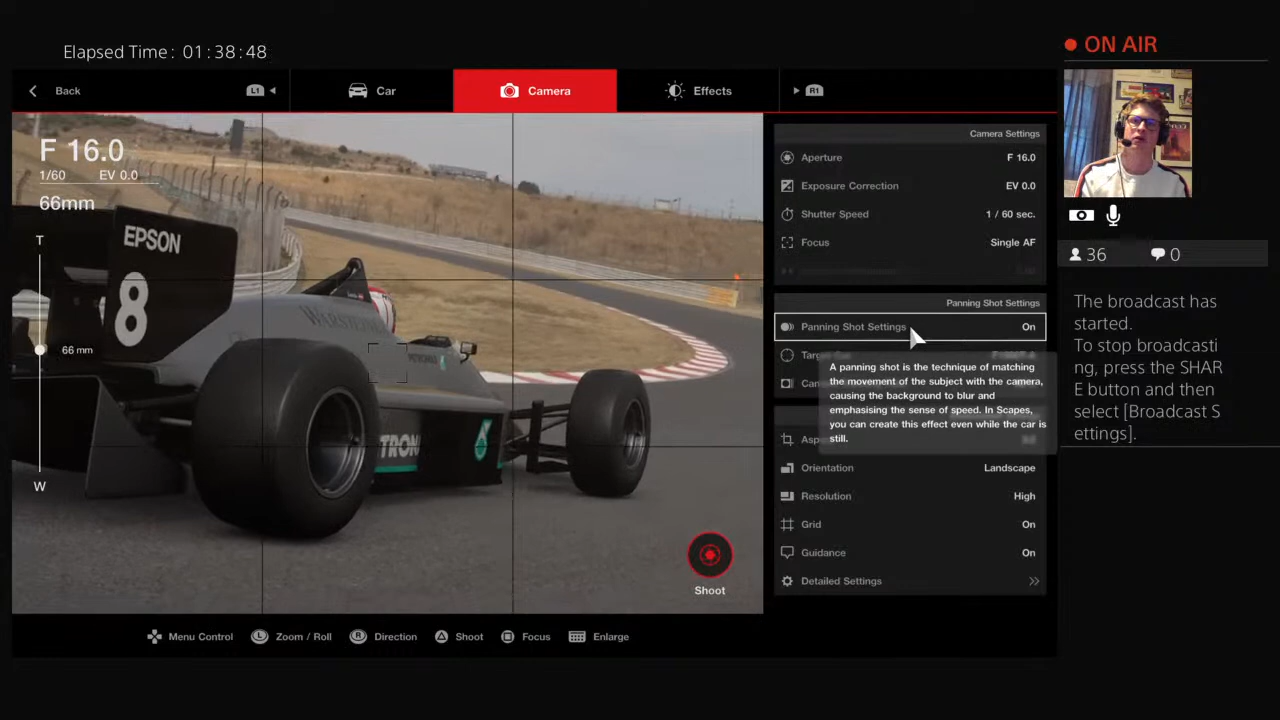 Elapsed Time: 01:38:48
ON AIR
Back
L1
Car
Camera
Effects
R1
F 16.0
1/60 EV 0.0
66mm
T
66 mm
W
EPSON
8
WARSTEINER
TRON
Shoot
Camera Settings
Aperture F 16.0
Exposure Correction EV 0.0
Shutter Speed 1 / 60 sec.
Focus Single AF
Panning Shot Settings
Panning Shot Settings On
A panning shot is the technique of matching
the movement of the subject with the camera,
causing the background to blur and
emphasising the sense of speed. In Scapes,
you can create this effect even while the car is
still.
Orientation Landscape
Resolution High
Grid On
Guidance On
Detailed Settings
36 0
The broadcast has
started.
To stop broadcasti
ng, press the SHAR
E button and then
select [Broadcast S
ettings].
L Zoom / Roll
Menu Control
R Direction
Shoot
Focus
Enlarge